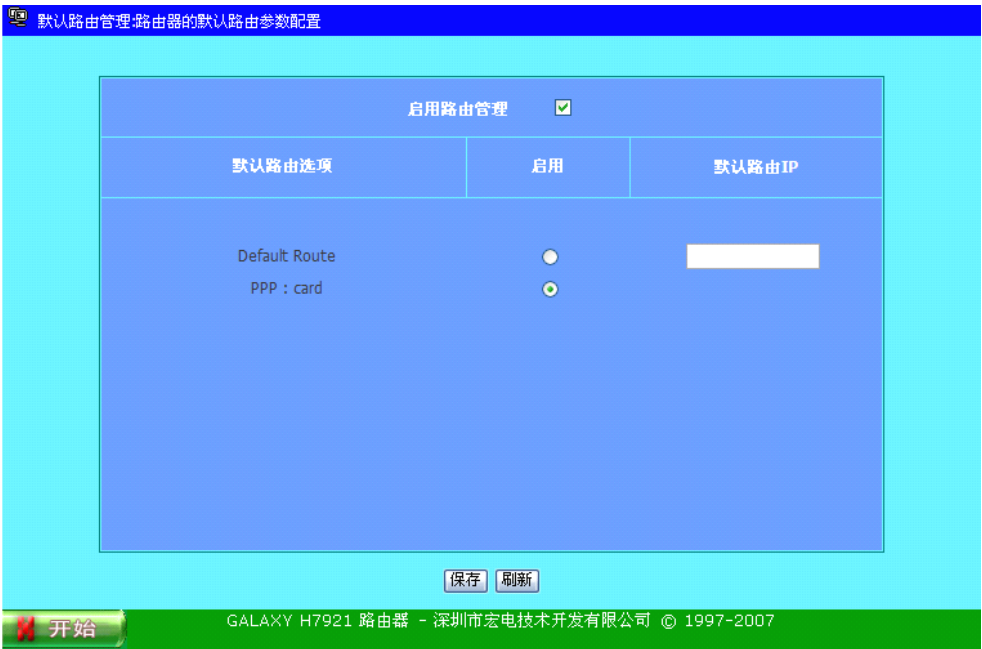 默认路由管理:路由器的默认路由参数配置
启用路由管理
默认路由选项 启用 默认路由IP
Default Route
PPP : card
保存 刷新
开始 GALAXY H7921 路由器 - 深圳市宏电技术开发有限公司 © 1997-2007